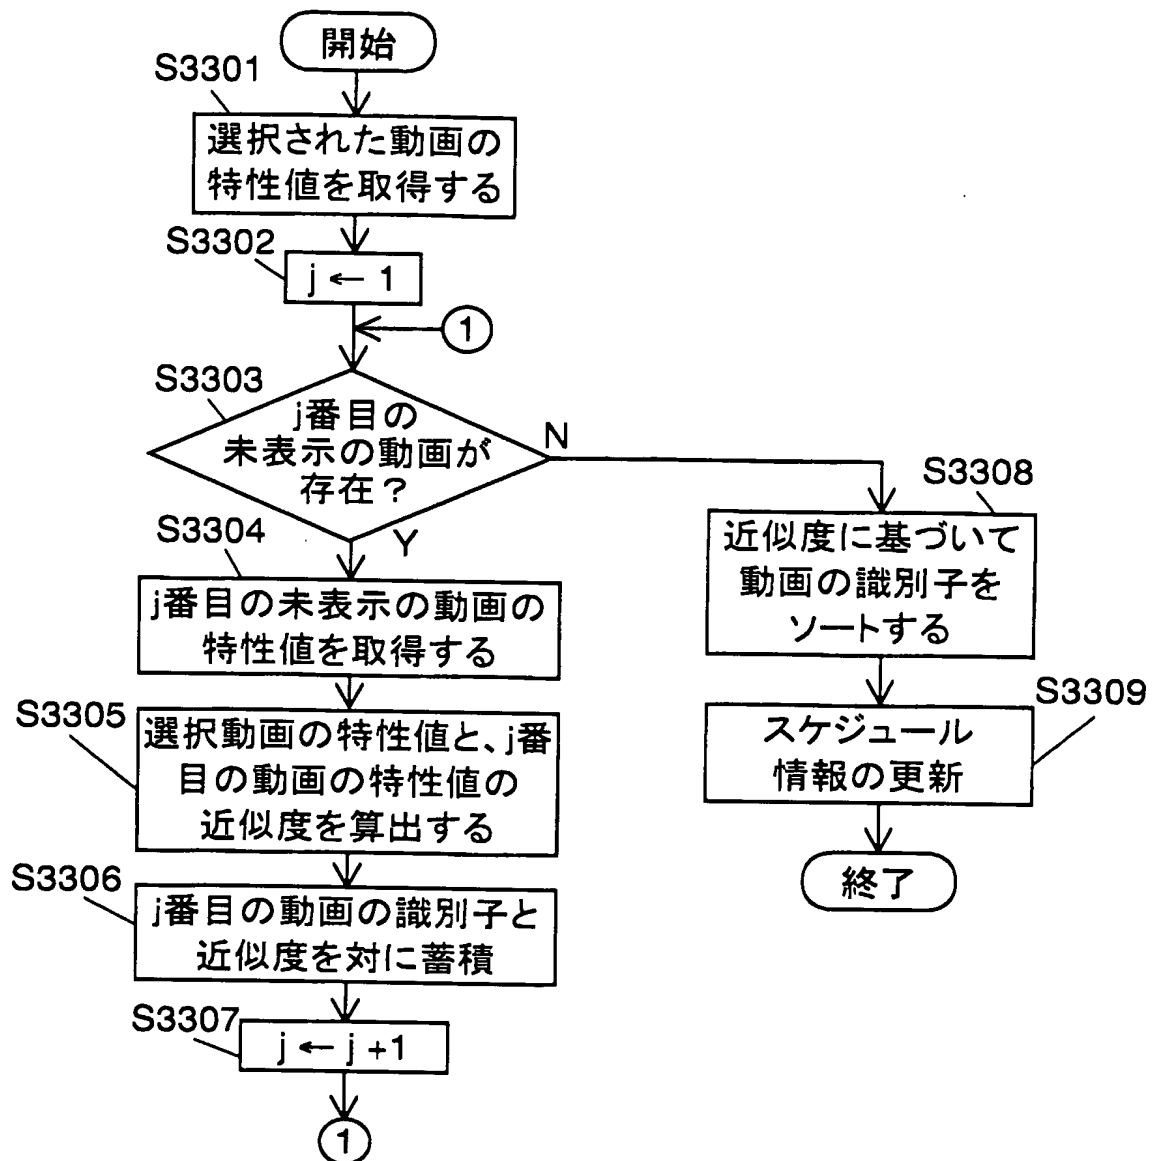 開始
S3301
選択された動画の
特性値を取得する
S3302
j ← 1
1
S3303
j番目の
未表示の動画が
存在？
N
Y
S3304
j番目の未表示の動画の
特性値を取得する
S3305
選択動画の特性値と、j番
目の動画の特性値の
近似度を算出する
S3306
j番目の動画の識別子と
近似度を対に蓄積
S3307
j ← j +1
1
S3308
近似度に基づいて
動画の識別子を
ソートする
S3309
スケジュール
情報の更新
終了